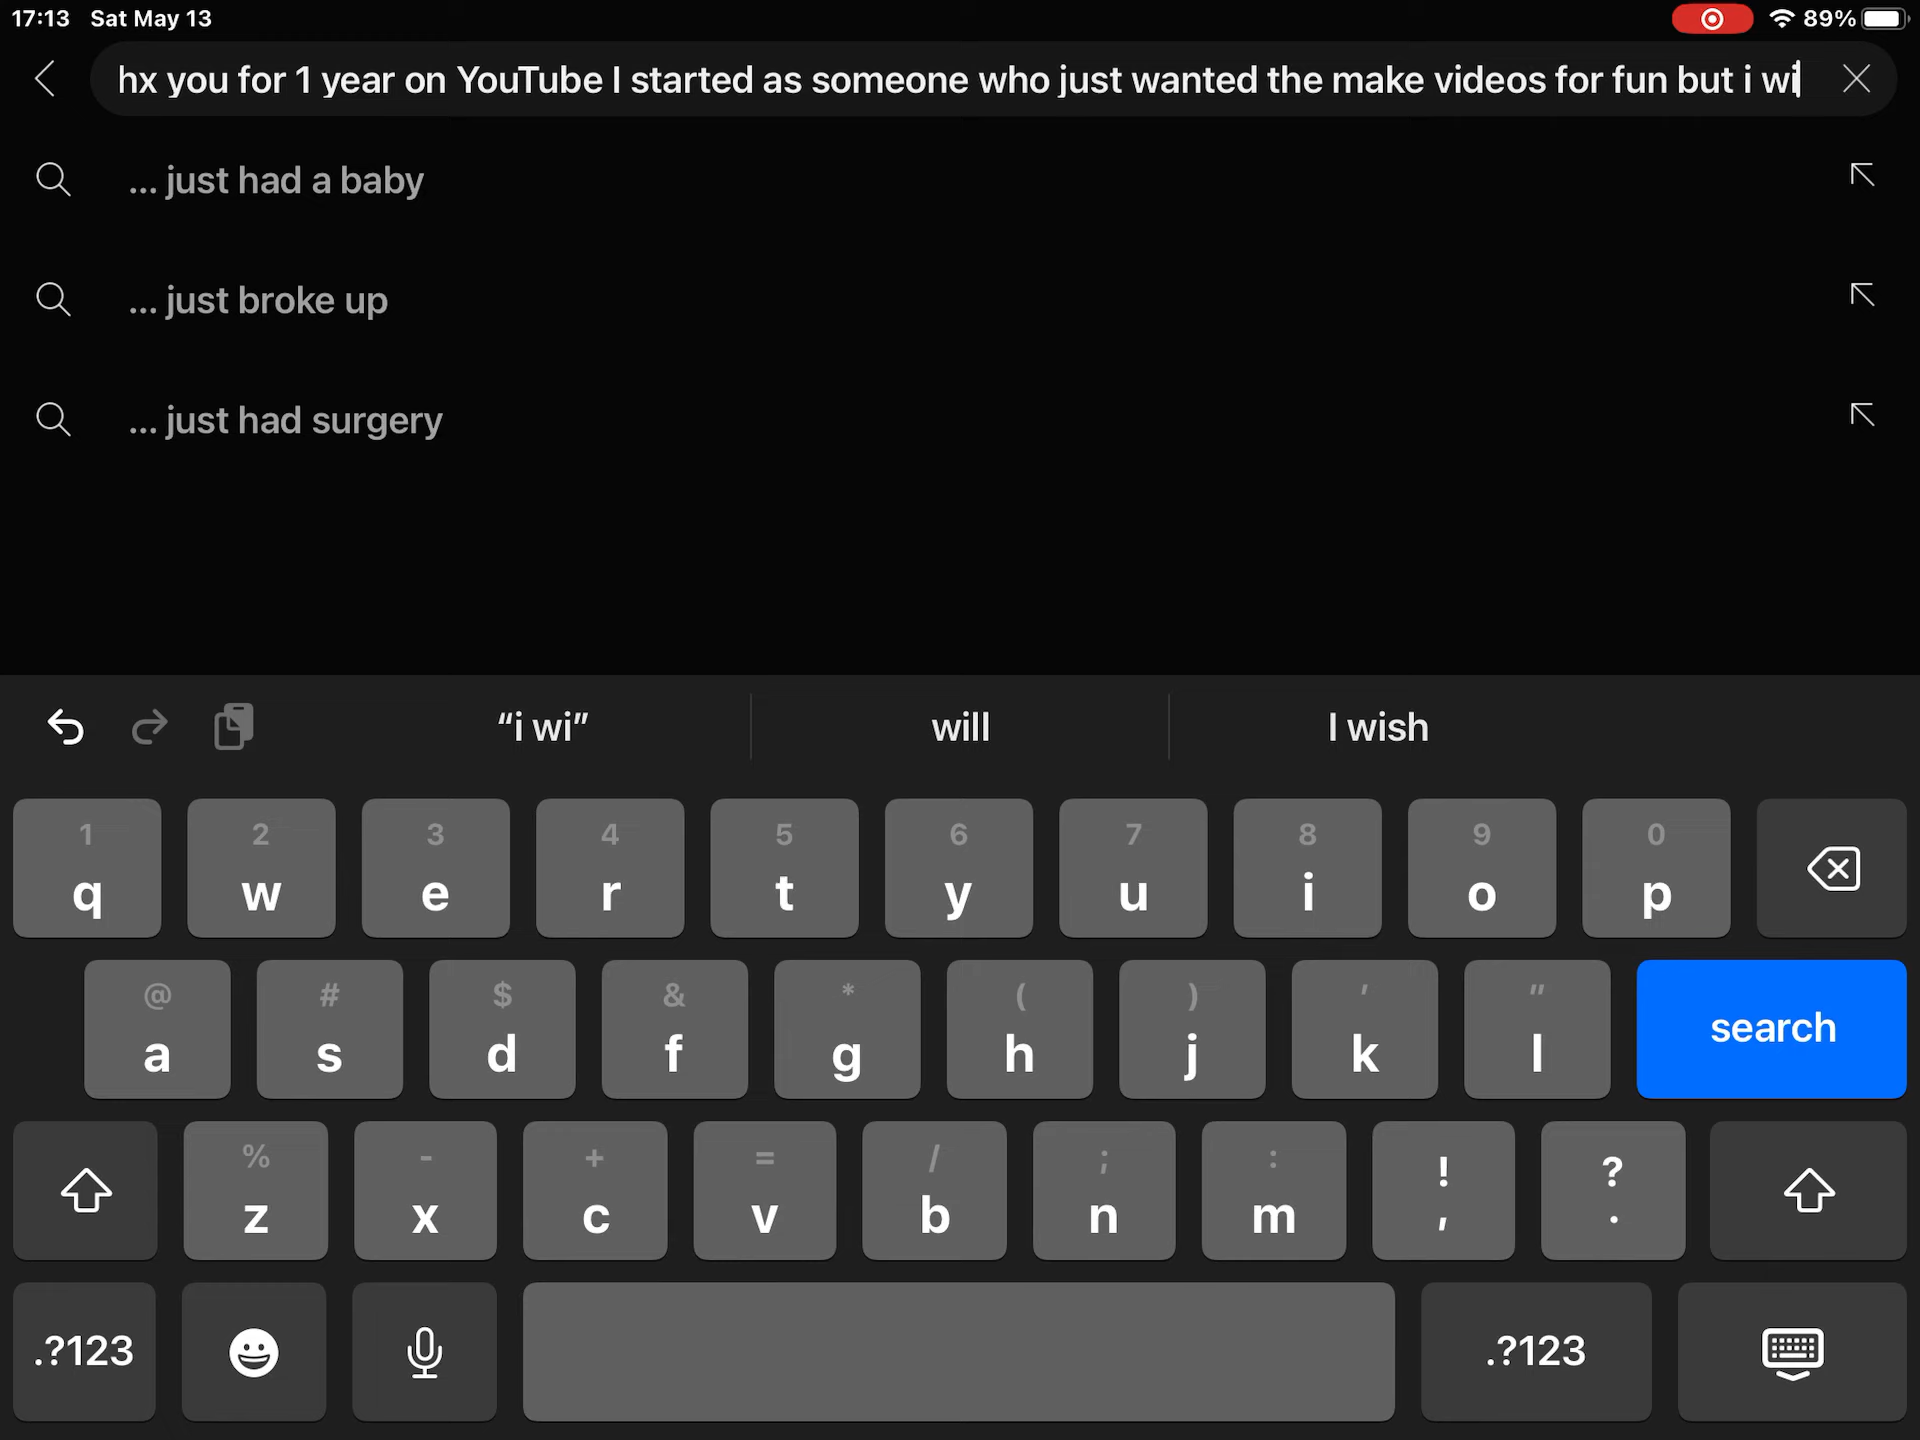 17:13 Sat May 13 89%
hx you for 1 year on YouTube I started as someone who just wanted the make videos for fun but i wi
... just had a baby
... just broke up
... just had surgery
“i wi” will I wish
1 2 3 4 5 6 7 8 9 0
q w e r t y u i o p
@ # $ & * ( ) ' "
a s d f g h j k l search
% - + = / ; : ! ?
z x c v b n m , .
.?123 .?123